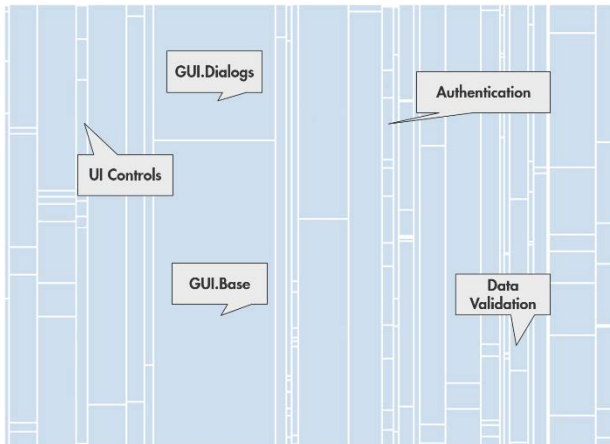 GUI.Dialogs
Authentication
UI Controls
GUI.Base
Data
Validation